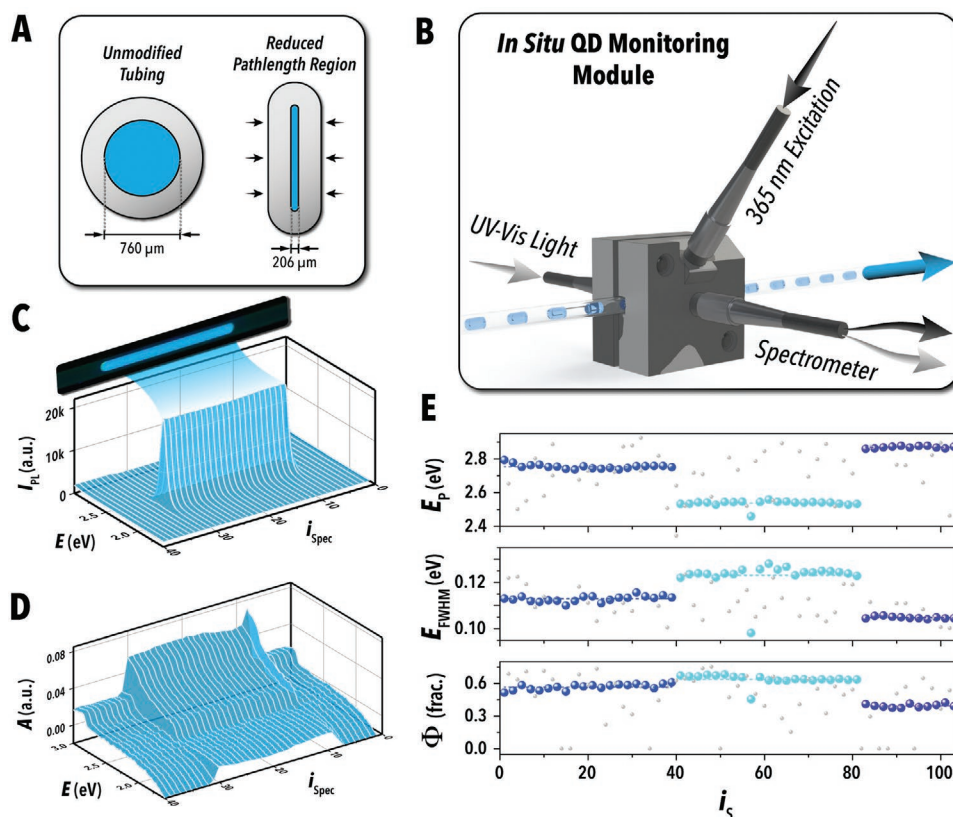 A
Unmodified
Tubing
Reduced
Pathlength Region
760 µm
206 µm
B
In Situ QD Monitoring
Module
365 nm Excitation
UV-Vis Light
Spectrometer
C
20k
10k
0
I_PL (a.u.)
2.5
2.0
E (eV)
40
30
20
10
0
i_Spec
D
0.08
0.04
0.00
A (a.u.)
3.0
2.5
2.0
E (eV)
40
30
20
10
0
i_Spec
E
2.8
2.6
2.4
E_P (eV)
0.12
0.10
E_FWHM (eV)
0.6
0.3
0.0
Φ (frac.)
0 20 40 60 80 100
i_S